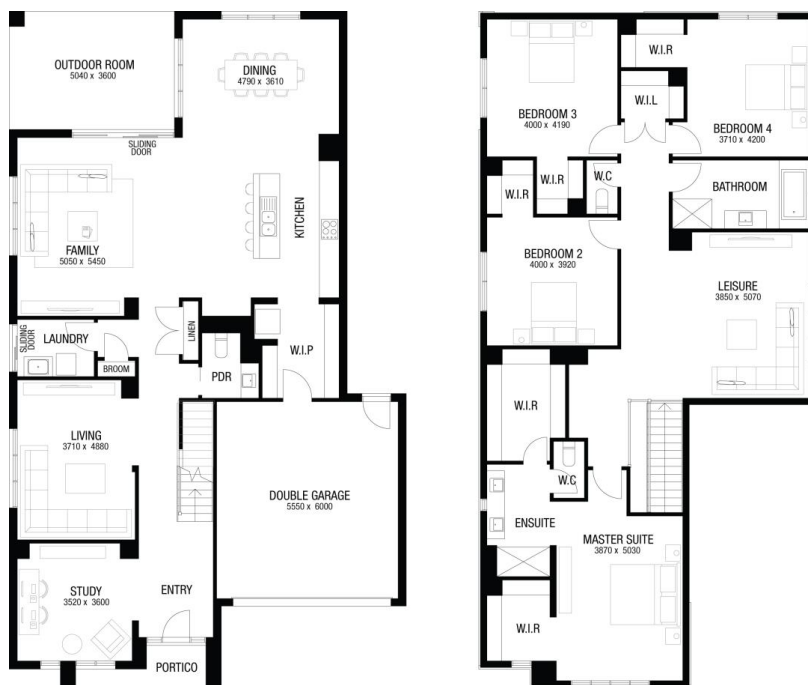 OUTDOOR ROOM
5040 x 3600
DINING
4790 x 3610
SLIDING
DOOR
KITCHEN
FAMILY
5050 x 5450
SLIDING
DOOR
LAUNDRY
LINEN
BROOM
PDR
W.I.P
LIVING
3710 x 4880
DOUBLE GARAGE
5550 x 6000
STUDY
3520 x 3600
ENTRY
PORTICO
W.I.R
BEDROOM 3
4000 x 4190
W.I.L
BEDROOM 4
3710 x 4200
W.I.R
W.I.R
W.C
BATHROOM
BEDROOM 2
4000 x 3920
LEISURE
3850 x 5070
W.I.R
W.C
ENSUITE
MASTER SUITE
3870 x 5030
W.I.R